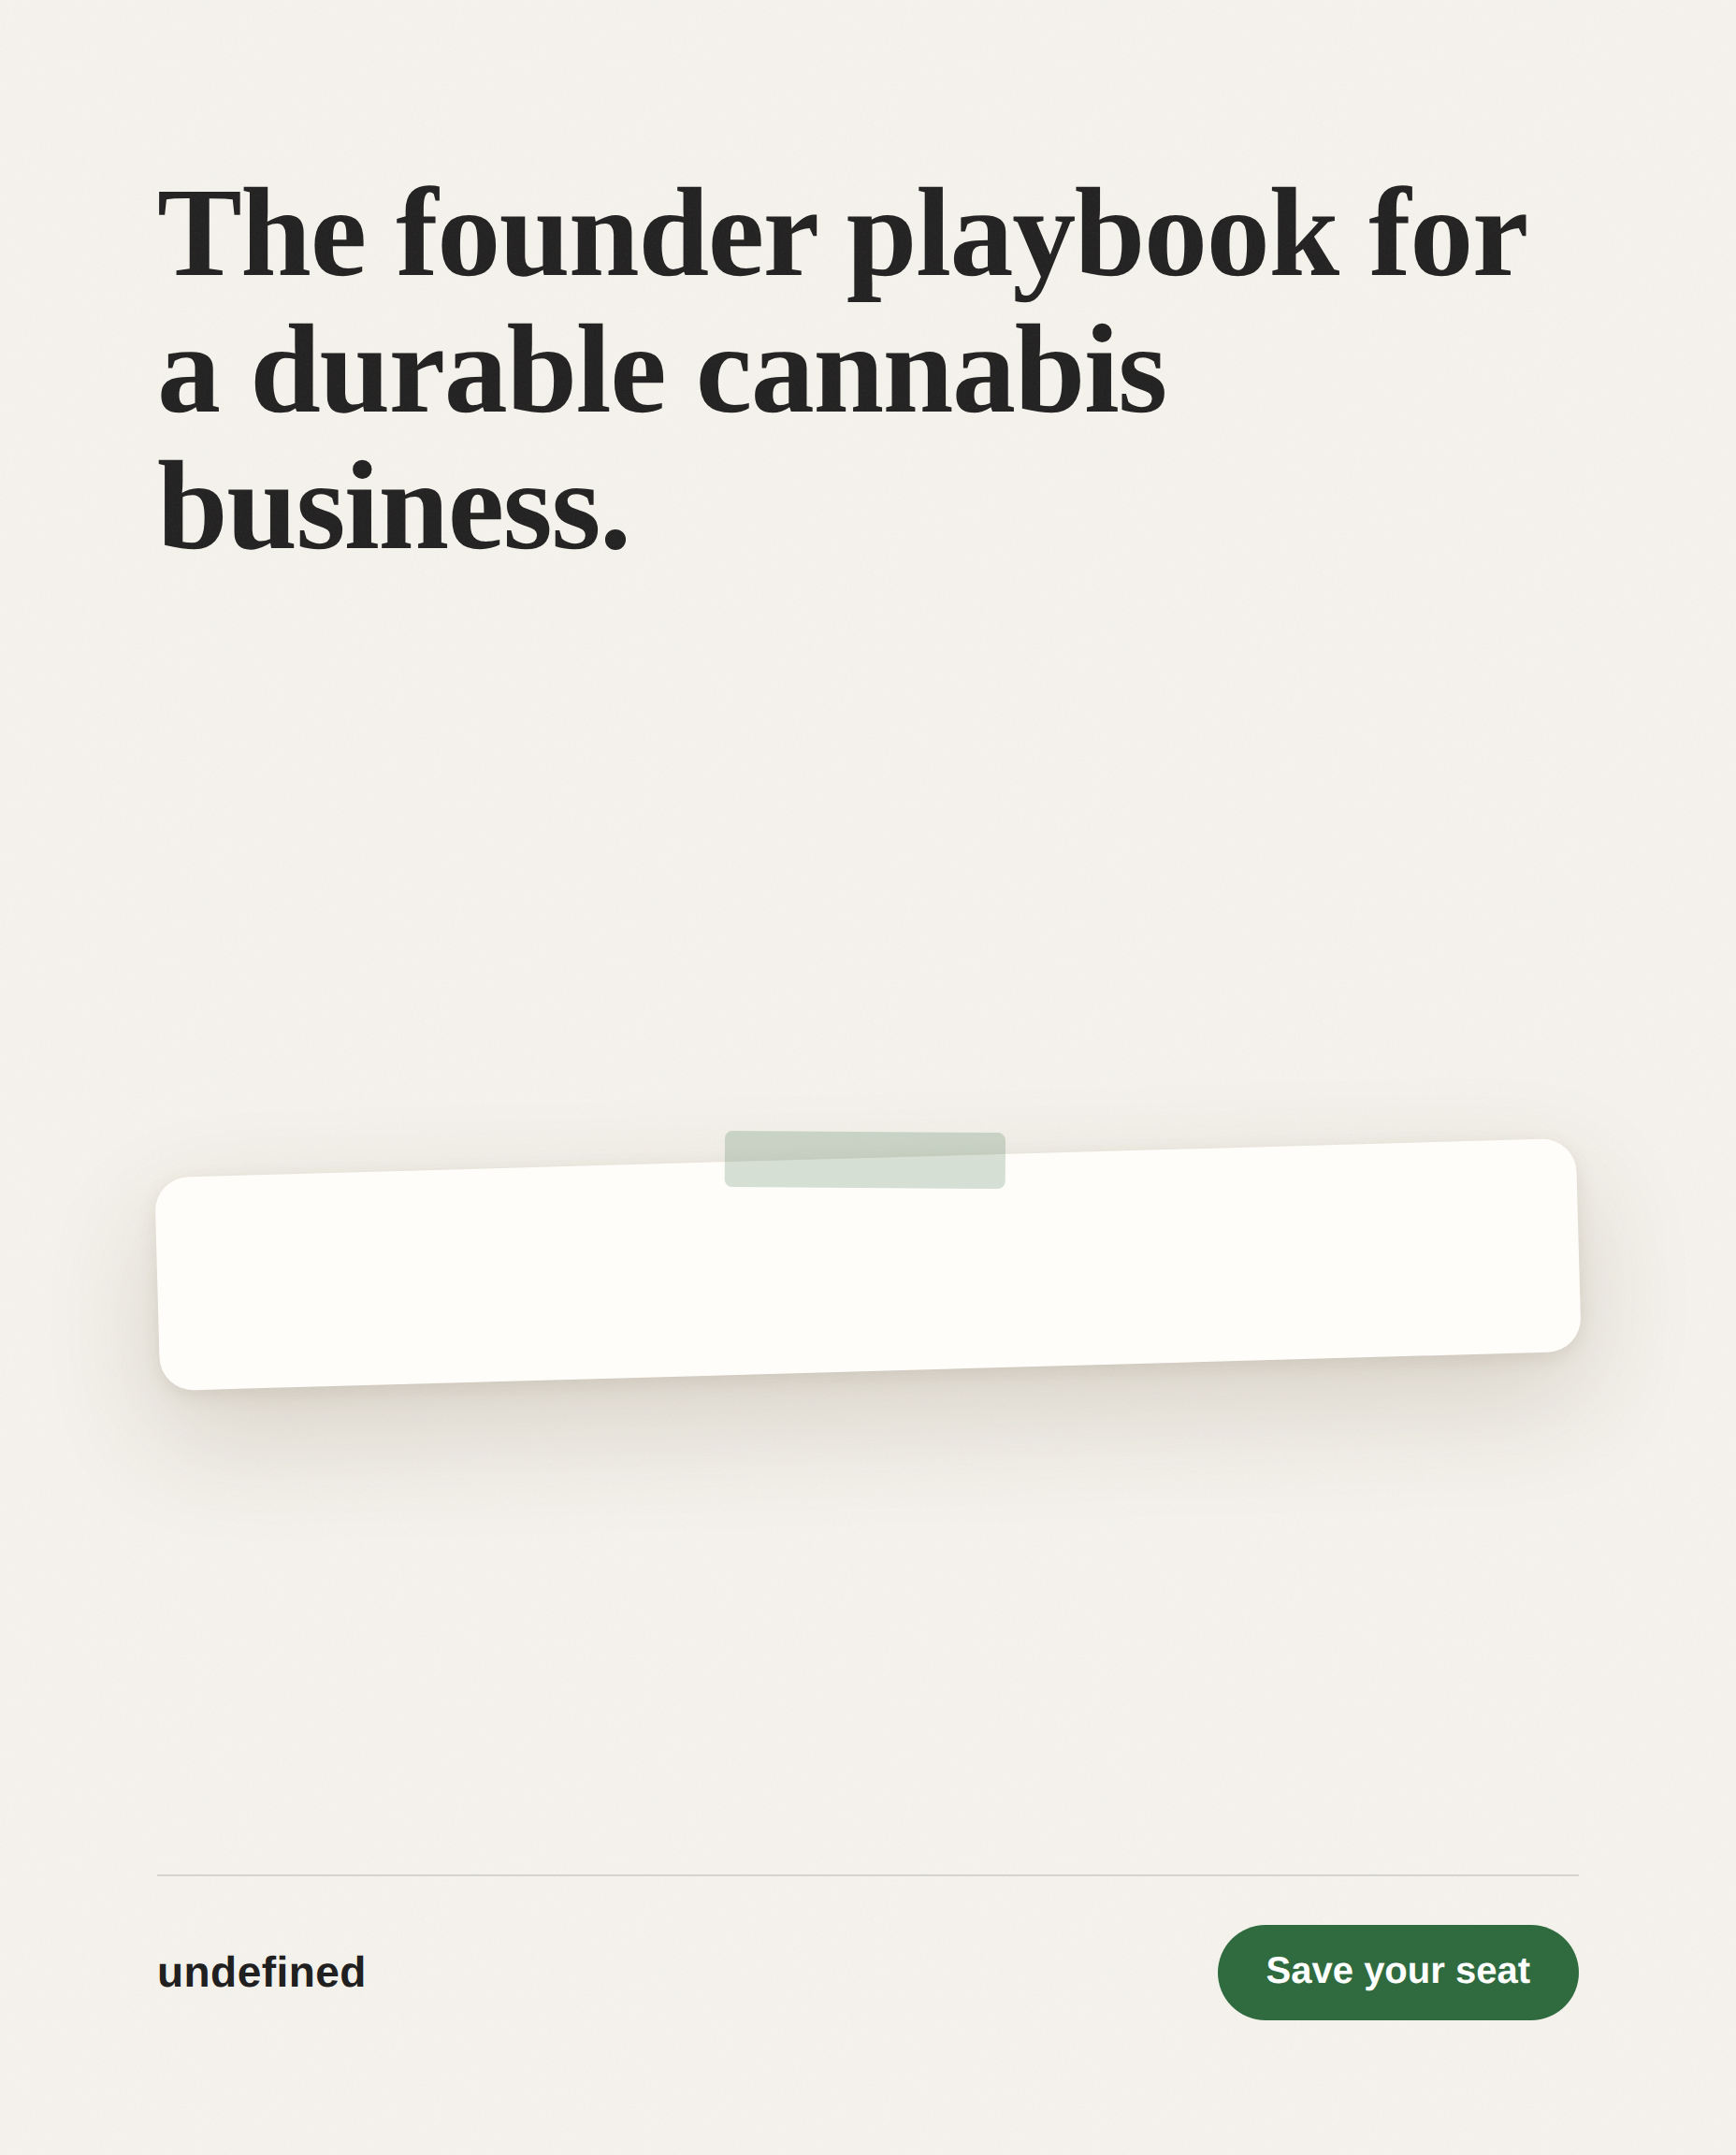 The founder playbook for
a durable cannabis
business.
undefined
Save your seat